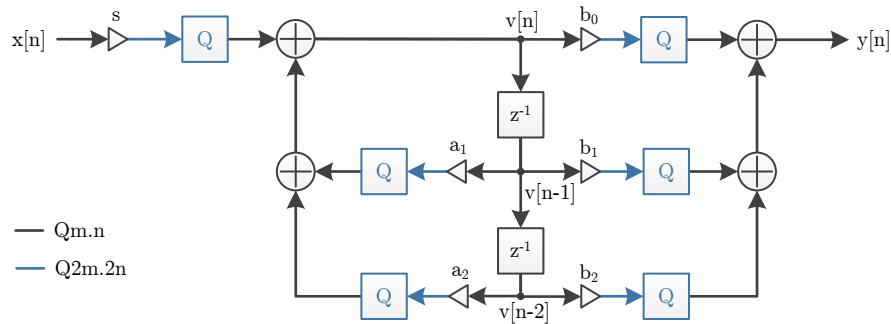 s v[n] b₀
x[n] Q Q y[n]
z⁻¹
a₁ b₁
Q Q
v[n-1]
Qm.n
z⁻¹
Q2m.2n a₂ b₂
Q Q
v[n-2]